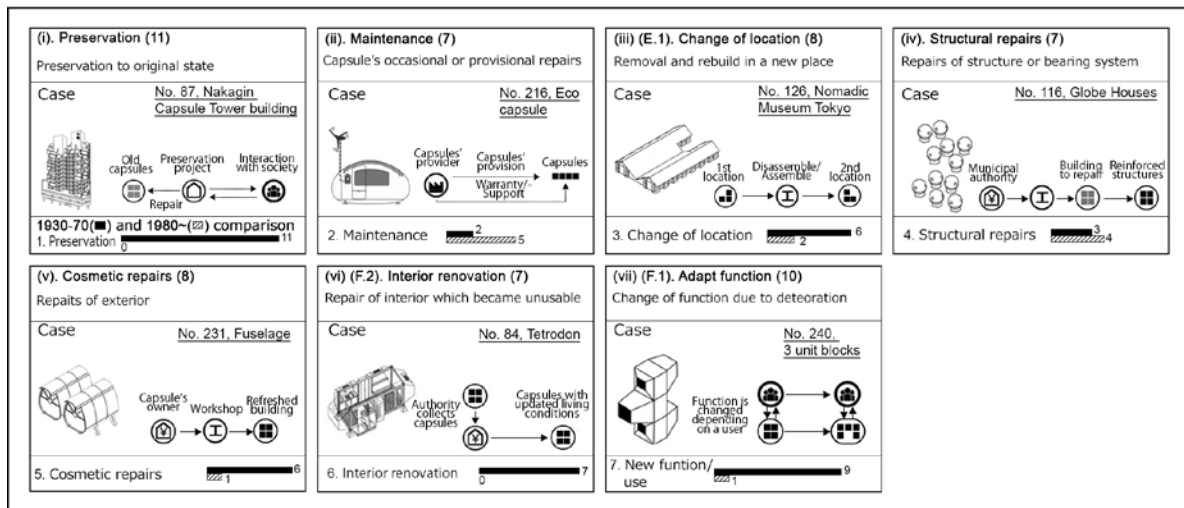 (i). Preservation (11)
Preservation to original state
Case
No. 87, Nakagin
Capsule Tower building
Old
capsules
Preservation
project
Interaction
with society
Repair
1930-70(■) and 1980~(▨) comparison
1. Preservation
11
0
(ii). Maintenance (7)
Capsule's occasional or provisional repairs
Case
No. 216, Eco
capsule
Capsules'
provider
Capsules'
provision
Capsules
Warranty/-
Support
2. Maintenance
2
5
(iii) (E.1). Change of location (8)
Removal and rebuild in a new place
Case
No. 126, Nomadic
Museum Tokyo
1st
location
Disassemble/
Assemble
2nd
location
3. Change of location
6
2
(iv). Structural repairs (7)
Repairs of structure or bearing system
Case
No. 116, Globe Houses
Municipal
authority
Building
to repair
Reinforced
structures
4. Structural repairs
3
4
(v). Cosmetic repairs (8)
Repaits of exterior
Case
No. 231, Fuselage
Capsule's
owner
Workshop
Refreshed
building
5. Cosmetic repairs
6
1
(vi) (F.2). Interior renovation (7)
Repair of interior which became unusable
Case
No. 84, Tetrodon
Authority
collects
capsules
Capsules with
updated living
conditions
6. Interior renovation
7
0
(vii) (F.1). Adapt function (10)
Change of function due to deteoration
Case
No. 240,
3 unit blocks
Function is
changed
depending
on a user
7. New funtion/
use
9
1